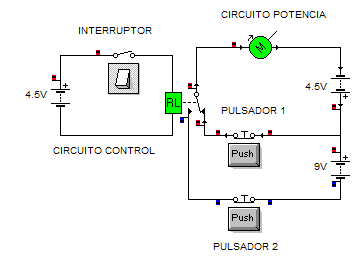 CIRCUITO POTENCIA
INTERRUPTOR
M
4.5V
4.5V
RL
PULSADOR 1
CIRCUITO CONTROL
Push
9V
Push
PULSADOR 2